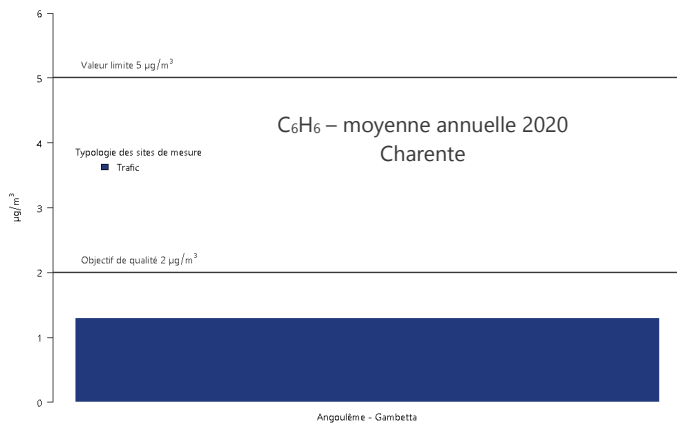 6
Valeur limite 5 µg/m³
5
C₆H₆ – moyenne annuelle 2020
Charente
4
Typologie des sites de mesure
Trafic
µg/m³
3
Objectif de qualité 2 µg/m³
2
1
0
Angoulême - Gambetta